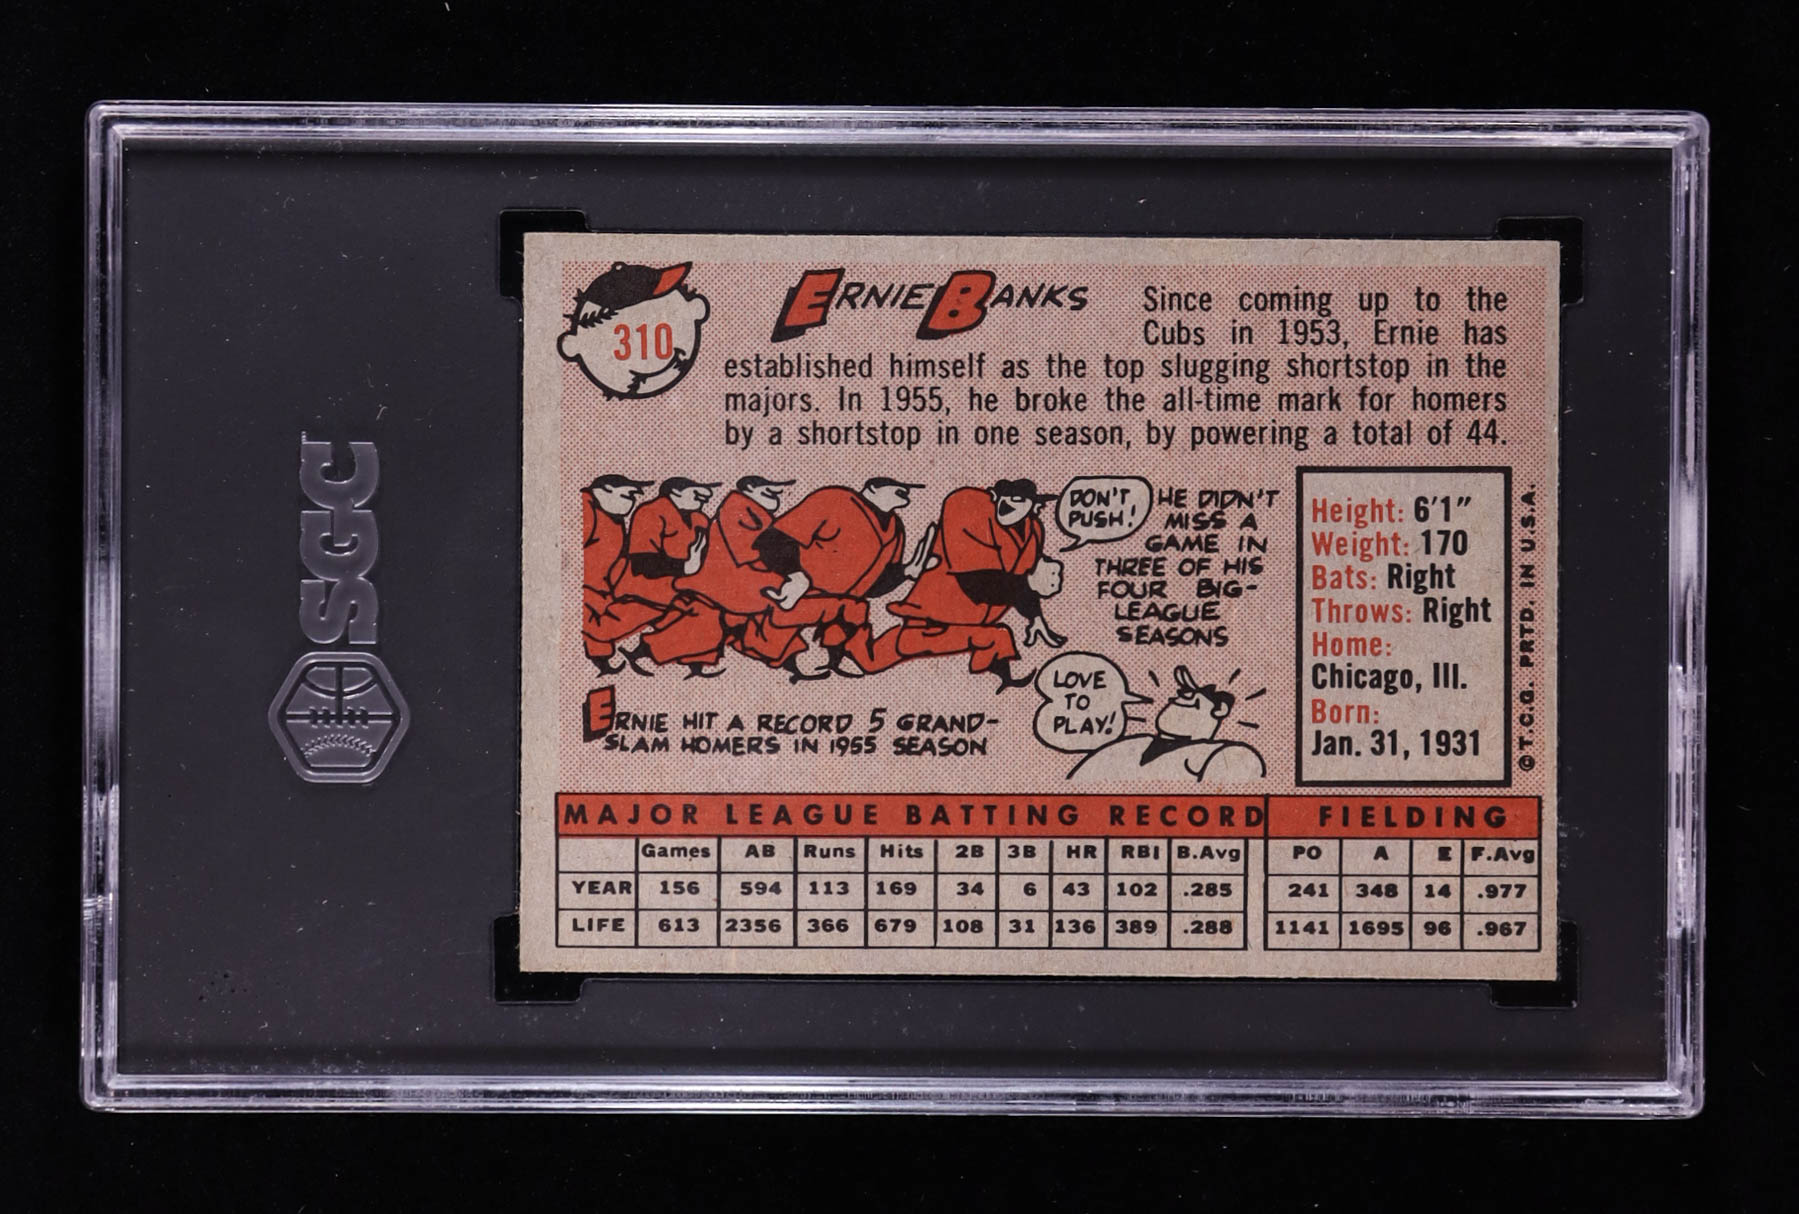 SGC
310
ERNIE BANKS
Since coming up to the
Cubs in 1953, Ernie has
established himself as the top slugging shortstop in the
majors. In 1955, he broke the all-time mark for homers
by a shortstop in one season, by powering a total of 44.
DON'T
PUSH!
HE DIDN'T
MISS A
GAME IN
THREE OF HIS
FOUR BIG-
LEAGUE
SEASONS
LOVE
TO
PLAY!
ERNIE HIT A RECORD 5 GRAND-
SLAM HOMERS IN 1955 SEASON
Height: 6'1"
Weight: 170
Bats: Right
Throws: Right
Home:
Chicago, Ill.
Born:
Jan. 31, 1931
©T.C.G. PRTD. IN U.S.A.
MAJOR LEAGUE BATTING RECORD FIELDING
Games AB Runs Hits 2B 3B HR RBI B.Avg PO A E F.Avg
YEAR 156 594 113 169 34 6 43 102 .285 241 348 14 .977
LIFE 613 2356 366 679 108 31 136 389 .288 1141 1695 96 .967